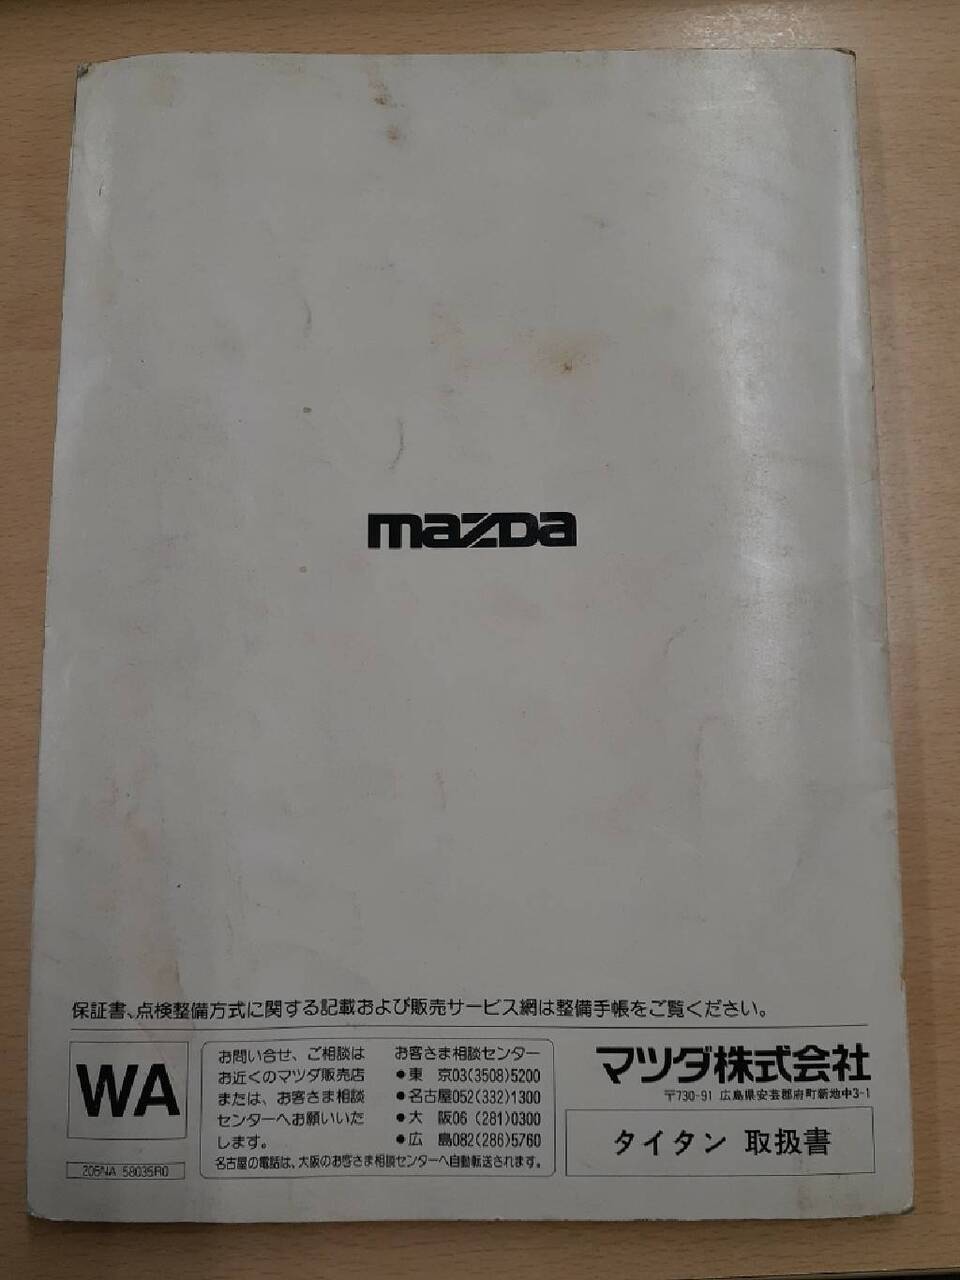 mazda
保証書、点検整備方式に関する記載および販売サービス網は整備手帳をご覧ください。
WA
205NA 58035R0
お問い合せ、ご相談は
お近くのマツダ販売店
または、お客さま相談
センターへお願いいた
します。
お客さま相談センター
●東 京03(3508)5200
●名古屋052(332)1300
●大 阪06 (281)0300
●広 島082(286)5760
名古屋の電話は、大阪のお客さま相談センターへ自動転送されます。
マツダ株式会社
〒730-91 広島県安芸郡府町新地中3-1
タイタン 取扱書